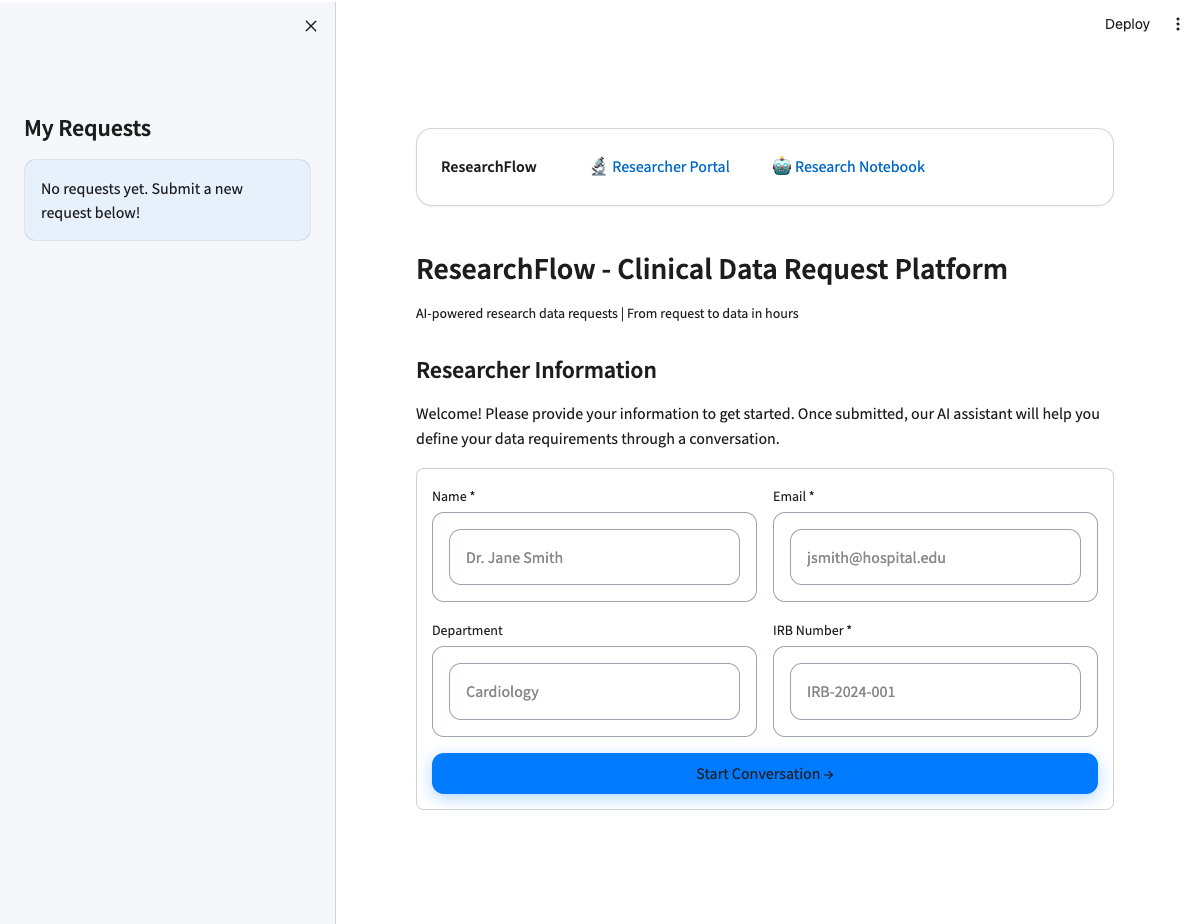 Deploy
My Requests
No requests yet. Submit a new
request below!
ResearchFlow
Researcher Portal
Research Notebook
ResearchFlow - Clinical Data Request Platform
AI-powered research data requests | From request to data in hours
Researcher Information
Welcome! Please provide your information to get started. Once submitted, our AI assistant will help you
define your data requirements through a conversation.
Name *
Email *
Dr. Jane Smith
jsmith@hospital.edu
Department
IRB Number *
Cardiology
IRB-2024-001
Start Conversation →